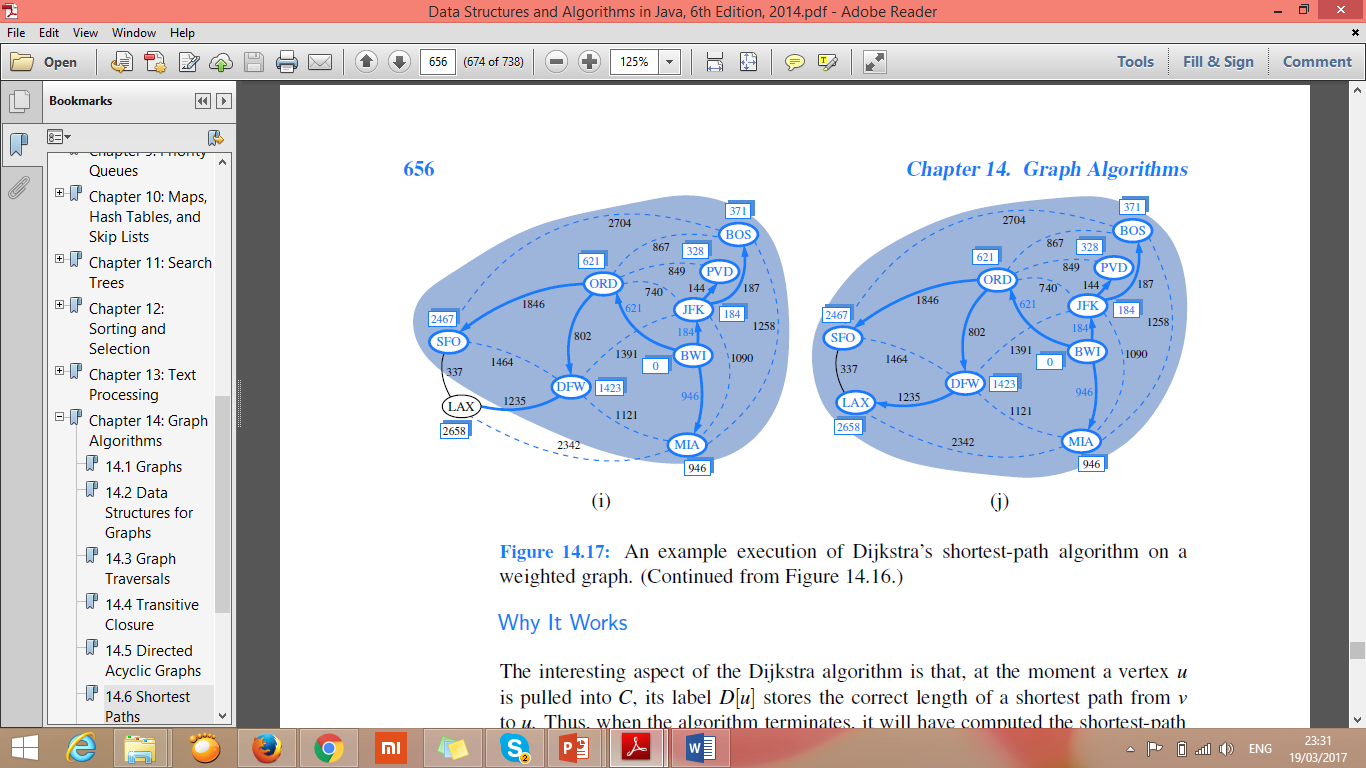 Data Structures and Algorithms in Java, 6th Edition, 2014.pdf - Adobe Reader
File Edit View Window Help
Open 656 (674 of 738) 125% Tools Fill & Sign Comment
Bookmarks
Chapter 9: Priority
Queues
Chapter 10: Maps,
Hash Tables, and
Skip Lists
Chapter 11: Search
Trees
Chapter 12:
Sorting and
Selection
Chapter 13: Text
Processing
Chapter 14: Graph
Algorithms
14.1 Graphs
14.2 Data
Structures for
Graphs
14.3 Graph
Traversals
14.4 Transitive
Closure
14.5 Directed
Acyclic Graphs
14.6 Shortest
Paths
656 Chapter 14. Graph Algorithms
371
2704
BOS
867
328
621
849
PVD
ORD
144
187
740
1846
621
JFK
184
2467
1258
184
SFO
802
1391
BWI
1464
1090
0
337
DFW
1423
946
1235
LAX
1121
2658
2342
MIA
946
(i)
371
2704
BOS
867
328
621
849
PVD
ORD
144
187
740
1846
621
JFK
184
2467
1258
184
SFO
802
1391
BWI
1464
1090
0
337
DFW
1423
946
1235
LAX
1121
2658
2342
MIA
946
(j)
Figure 14.17: An example execution of Dijkstra's shortest-path algorithm on a
weighted graph. (Continued from Figure 14.16.)
Why It Works
The interesting aspect of the Dijkstra algorithm is that, at the moment a vertex u
is pulled into C, its label D[u] stores the correct length of a shortest path from v
to u. Thus, when the algorithm terminates, it will have computed the shortest-path
mi
2
ENG
23:31
19/03/2017